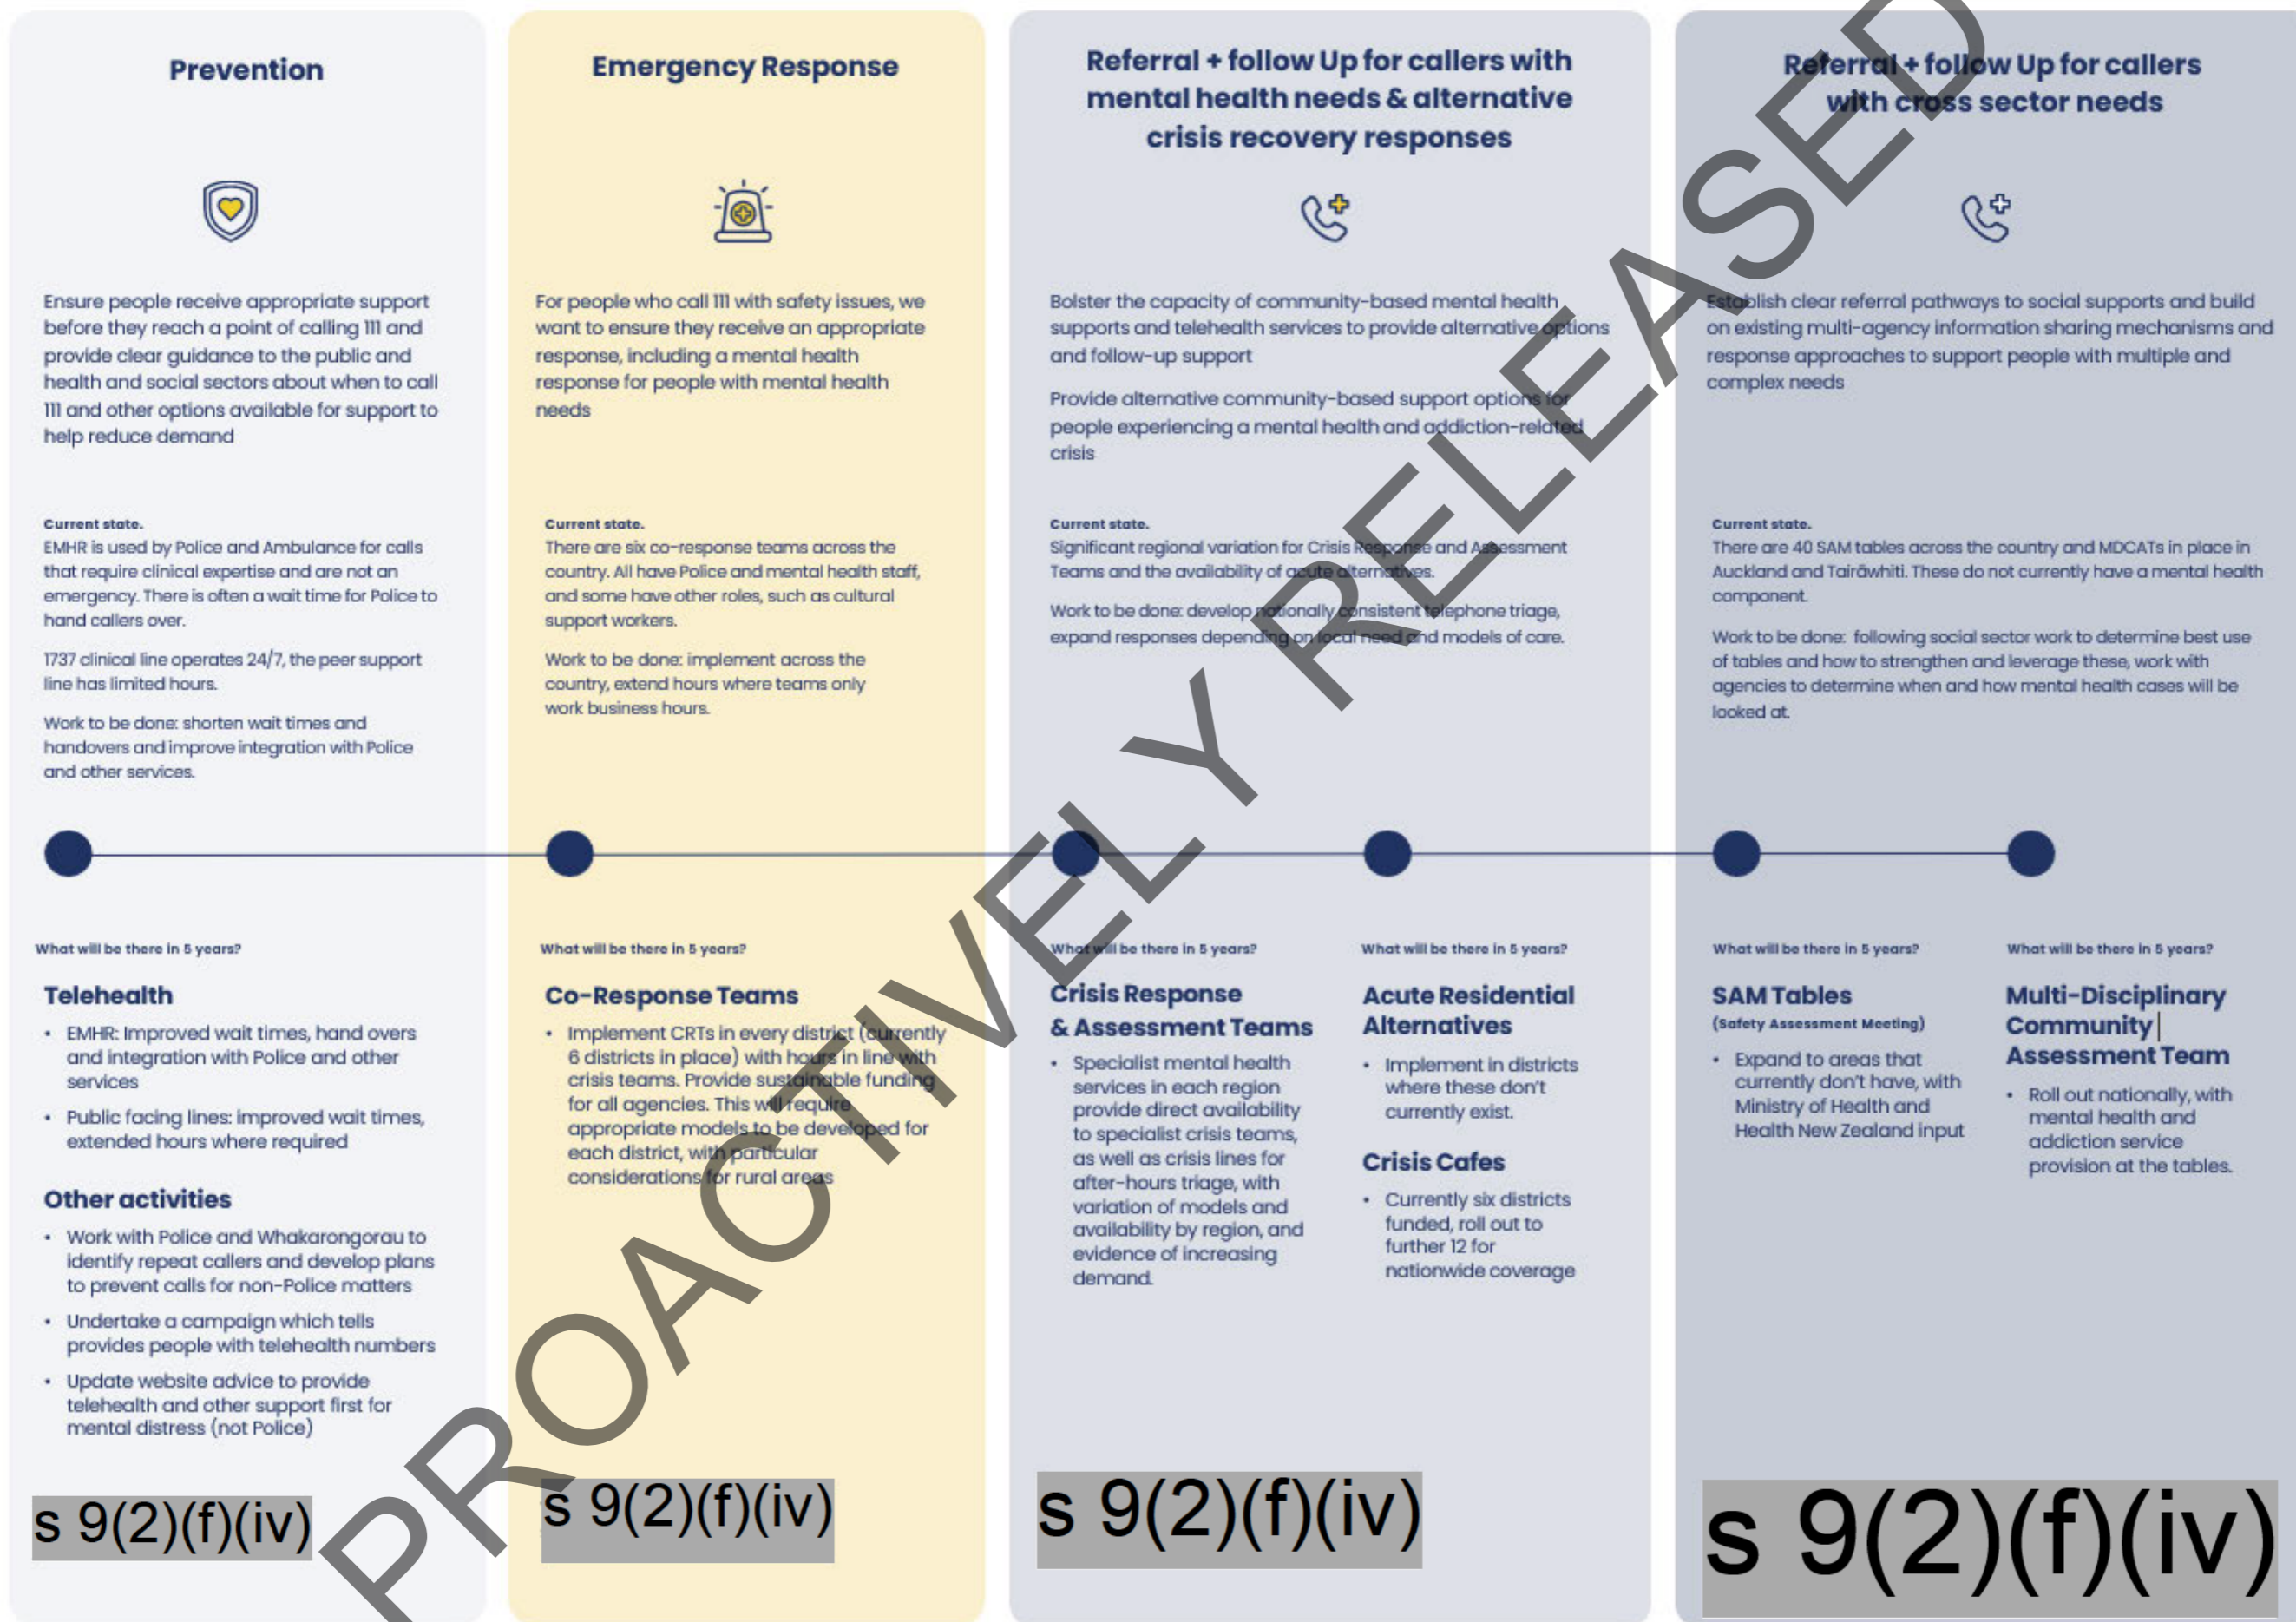 Prevention
Ensure people receive appropriate support
before they reach a point of calling 111 and
provide clear guidance to the public and
health and social sectors about when to call
111 and other options available for support to
help reduce demand
Current state.
EMHR is used by Police and Ambulance for calls
that require clinical expertise and are not an
emergency. There is often a wait time for Police to
hand callers over.
1737 clinical line operates 24/7, the peer support
line has limited hours.
Work to be done: shorten wait times and
handovers and improve integration with Police
and other services.
What will be there in 5 years?
Telehealth
• EMHR: Improved wait times, hand overs
and integration with Police and other
services
• Public facing lines: improved wait times,
extended hours where required
Other activities
• Work with Police and Whakarongorau to
identify repeat callers and develop plans
to prevent calls for non-Police matters
• Undertake a campaign which tells
provides people with telehealth numbers
• Update website advice to provide
telehealth and other support first for
mental distress (not Police)
s 9(2)(f)(iv)
Emergency Response
For people who call 111 with safety issues, we
want to ensure they receive an appropriate
response, including a mental health
response for people with mental health
needs
Current state.
There are six co-response teams across the
country. All have Police and mental health staff,
and some have other roles, such as cultural
support workers.
Work to be done: implement across the
country, extend hours where teams only
work business hours.
What will be there in 5 years?
Co-Response Teams
• Implement CRTs in every district (currently
6 districts in place) with hours in line with
crisis teams. Provide sustainable funding
for all agencies. This will require
appropriate models to be developed for
each district, with particular
considerations for rural areas
s 9(2)(f)(iv)
Referral + follow Up for callers with
mental health needs & alternative
crisis recovery responses
Bolster the capacity of community-based mental health
supports and telehealth services to provide alternative options
and follow-up support
Provide alternative community-based support options for
people experiencing a mental health and addiction-related
crisis
Current state.
Significant regional variation for Crisis Response and Assessment
Teams and the availability of acute alternatives.
Work to be done: develop nationally consistent telephone triage,
expand responses depending on local need and models of care.
What will be there in 5 years?
Crisis Response
& Assessment Teams
• Specialist mental health
services in each region
provide direct availability
to specialist crisis teams,
as well as crisis lines for
after-hours triage, with
variation of models and
availability by region, and
evidence of increasing
demand.
What will be there in 5 years?
Acute Residential
Alternatives
• Implement in districts
where these don't
currently exist.
Crisis Cafes
• Currently six districts
funded, roll out to
further 12 for
nationwide coverage
s 9(2)(f)(iv)
Referral + follow Up for callers
with cross sector needs
Establish clear referral pathways to social supports and build
on existing multi-agency information sharing mechanisms and
response approaches to support people with multiple and
complex needs
Current state.
There are 40 SAM tables across the country and MDCATs in place in
Auckland and Tairāwhiti. These do not currently have a mental health
component.
Work to be done: following social sector work to determine best use
of tables and how to strengthen and leverage these, work with
agencies to determine when and how mental health cases will be
looked at.
What will be there in 5 years?
SAM Tables
(Safety Assessment Meeting)
• Expand to areas that
currently don't have, with
Ministry of Health and
Health New Zealand input
What will be there in 5 years?
Multi-Disciplinary
Community
Assessment Team
• Roll out nationally, with
mental health and
addiction service
provision at the tables.
s 9(2)(f)(iv)
PROACTIVELY RELEASED